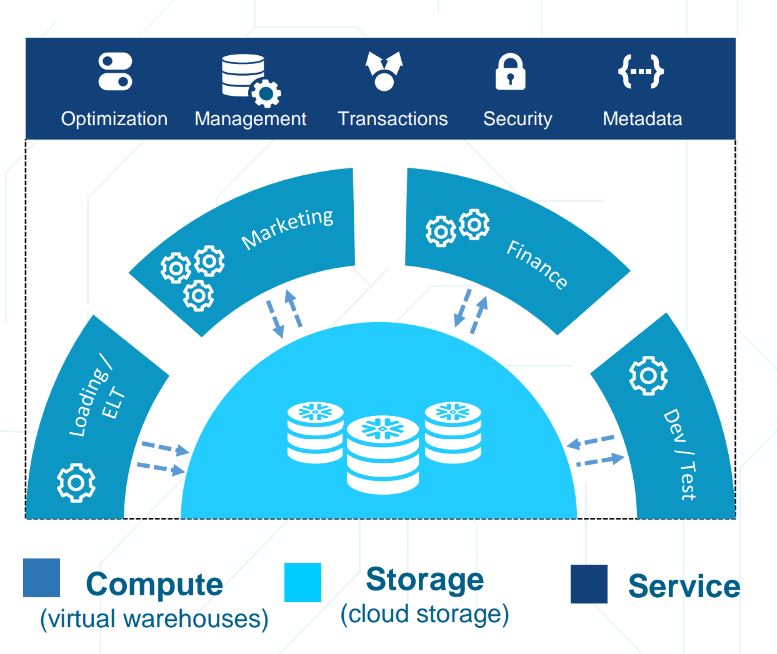 Optimization
Management
Transactions
Security
Metadata
Marketing
Finance
Loading /
ELT
Dev / Test
Compute
(virtual warehouses)
Storage
(cloud storage)
Service